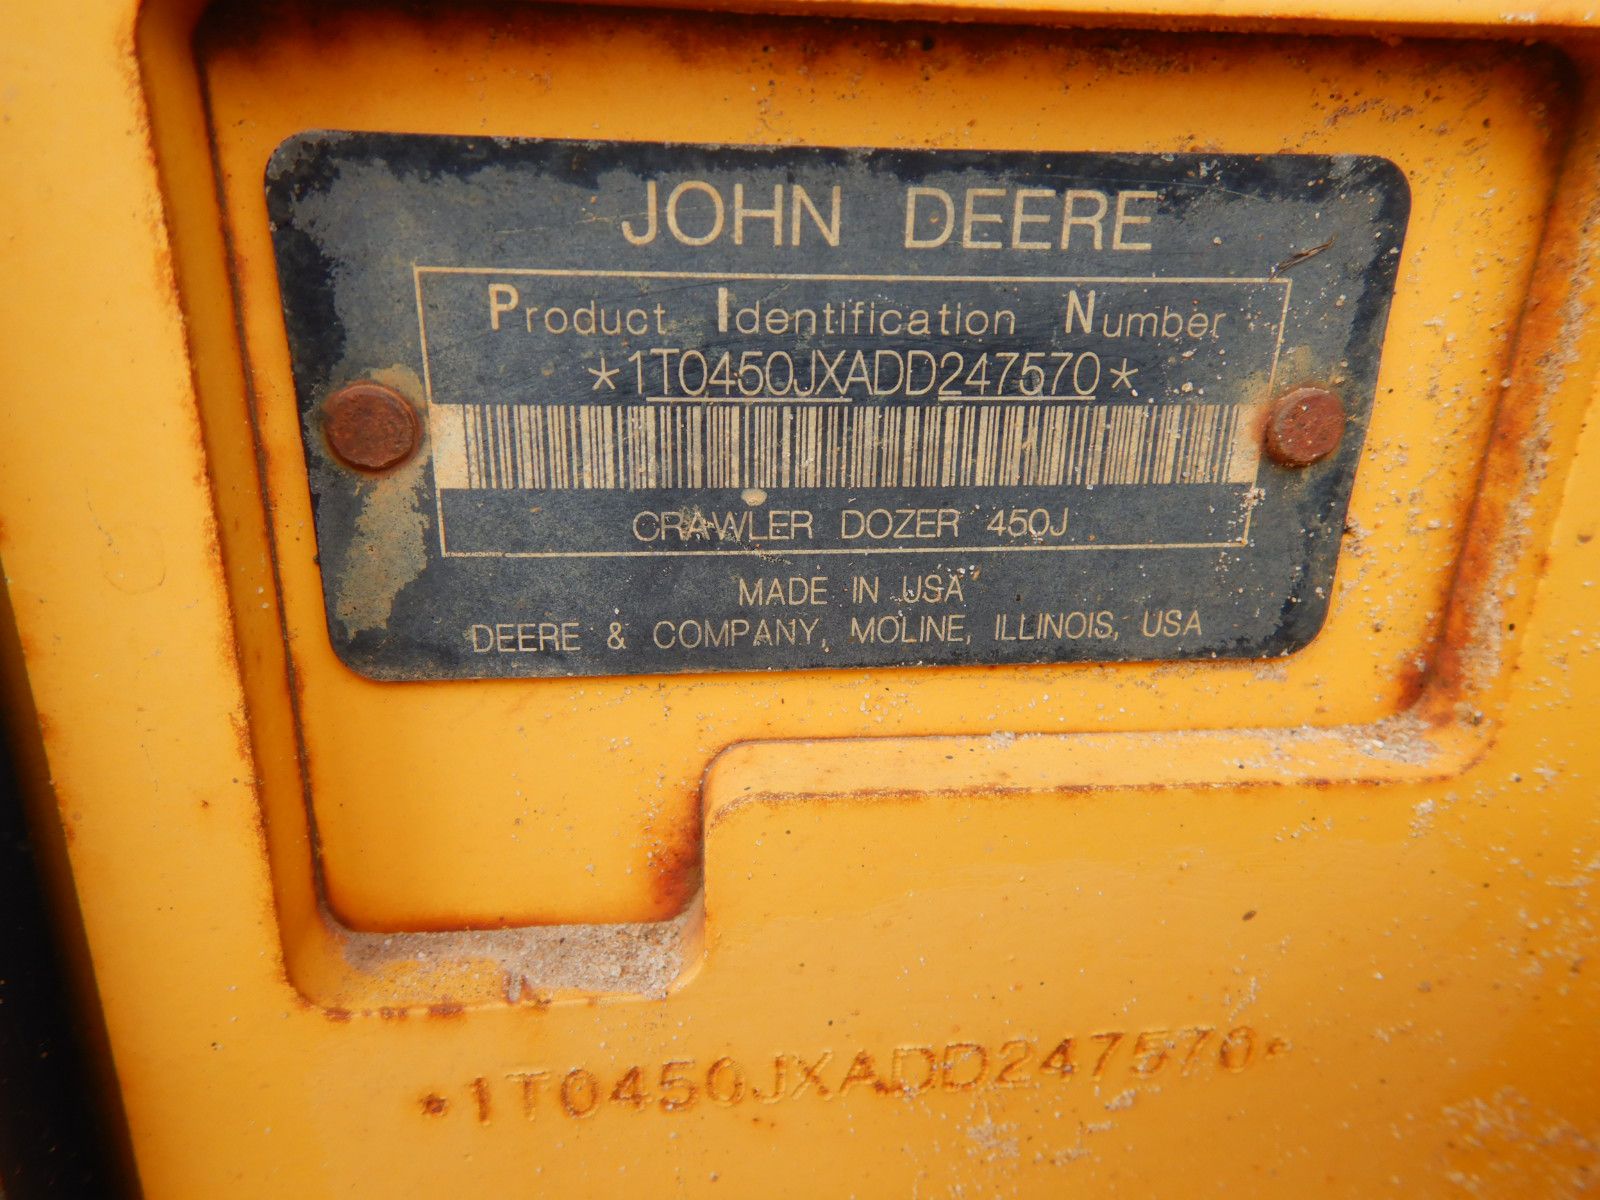 JOHN DEERE
Product Identification Number
*1T0450JXADD247570*
CRAWLER DOZER 450J
MADE IN USA
DEERE & COMPANY, MOLINE, ILLINOIS, USA
*1T0450JXADD247570*